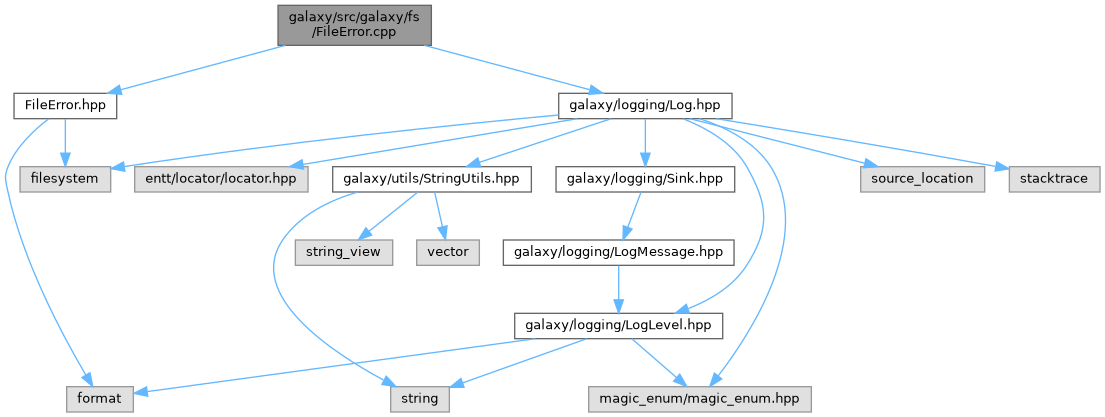 galaxy/src/galaxy/fs
/FileError.cpp
FileError.hpp
galaxy/logging/Log.hpp
filesystem
entt/locator/locator.hpp
galaxy/utils/StringUtils.hpp
galaxy/logging/Sink.hpp
source_location
stacktrace
string_view
vector
galaxy/logging/LogMessage.hpp
galaxy/logging/LogLevel.hpp
format
string
magic_enum/magic_enum.hpp